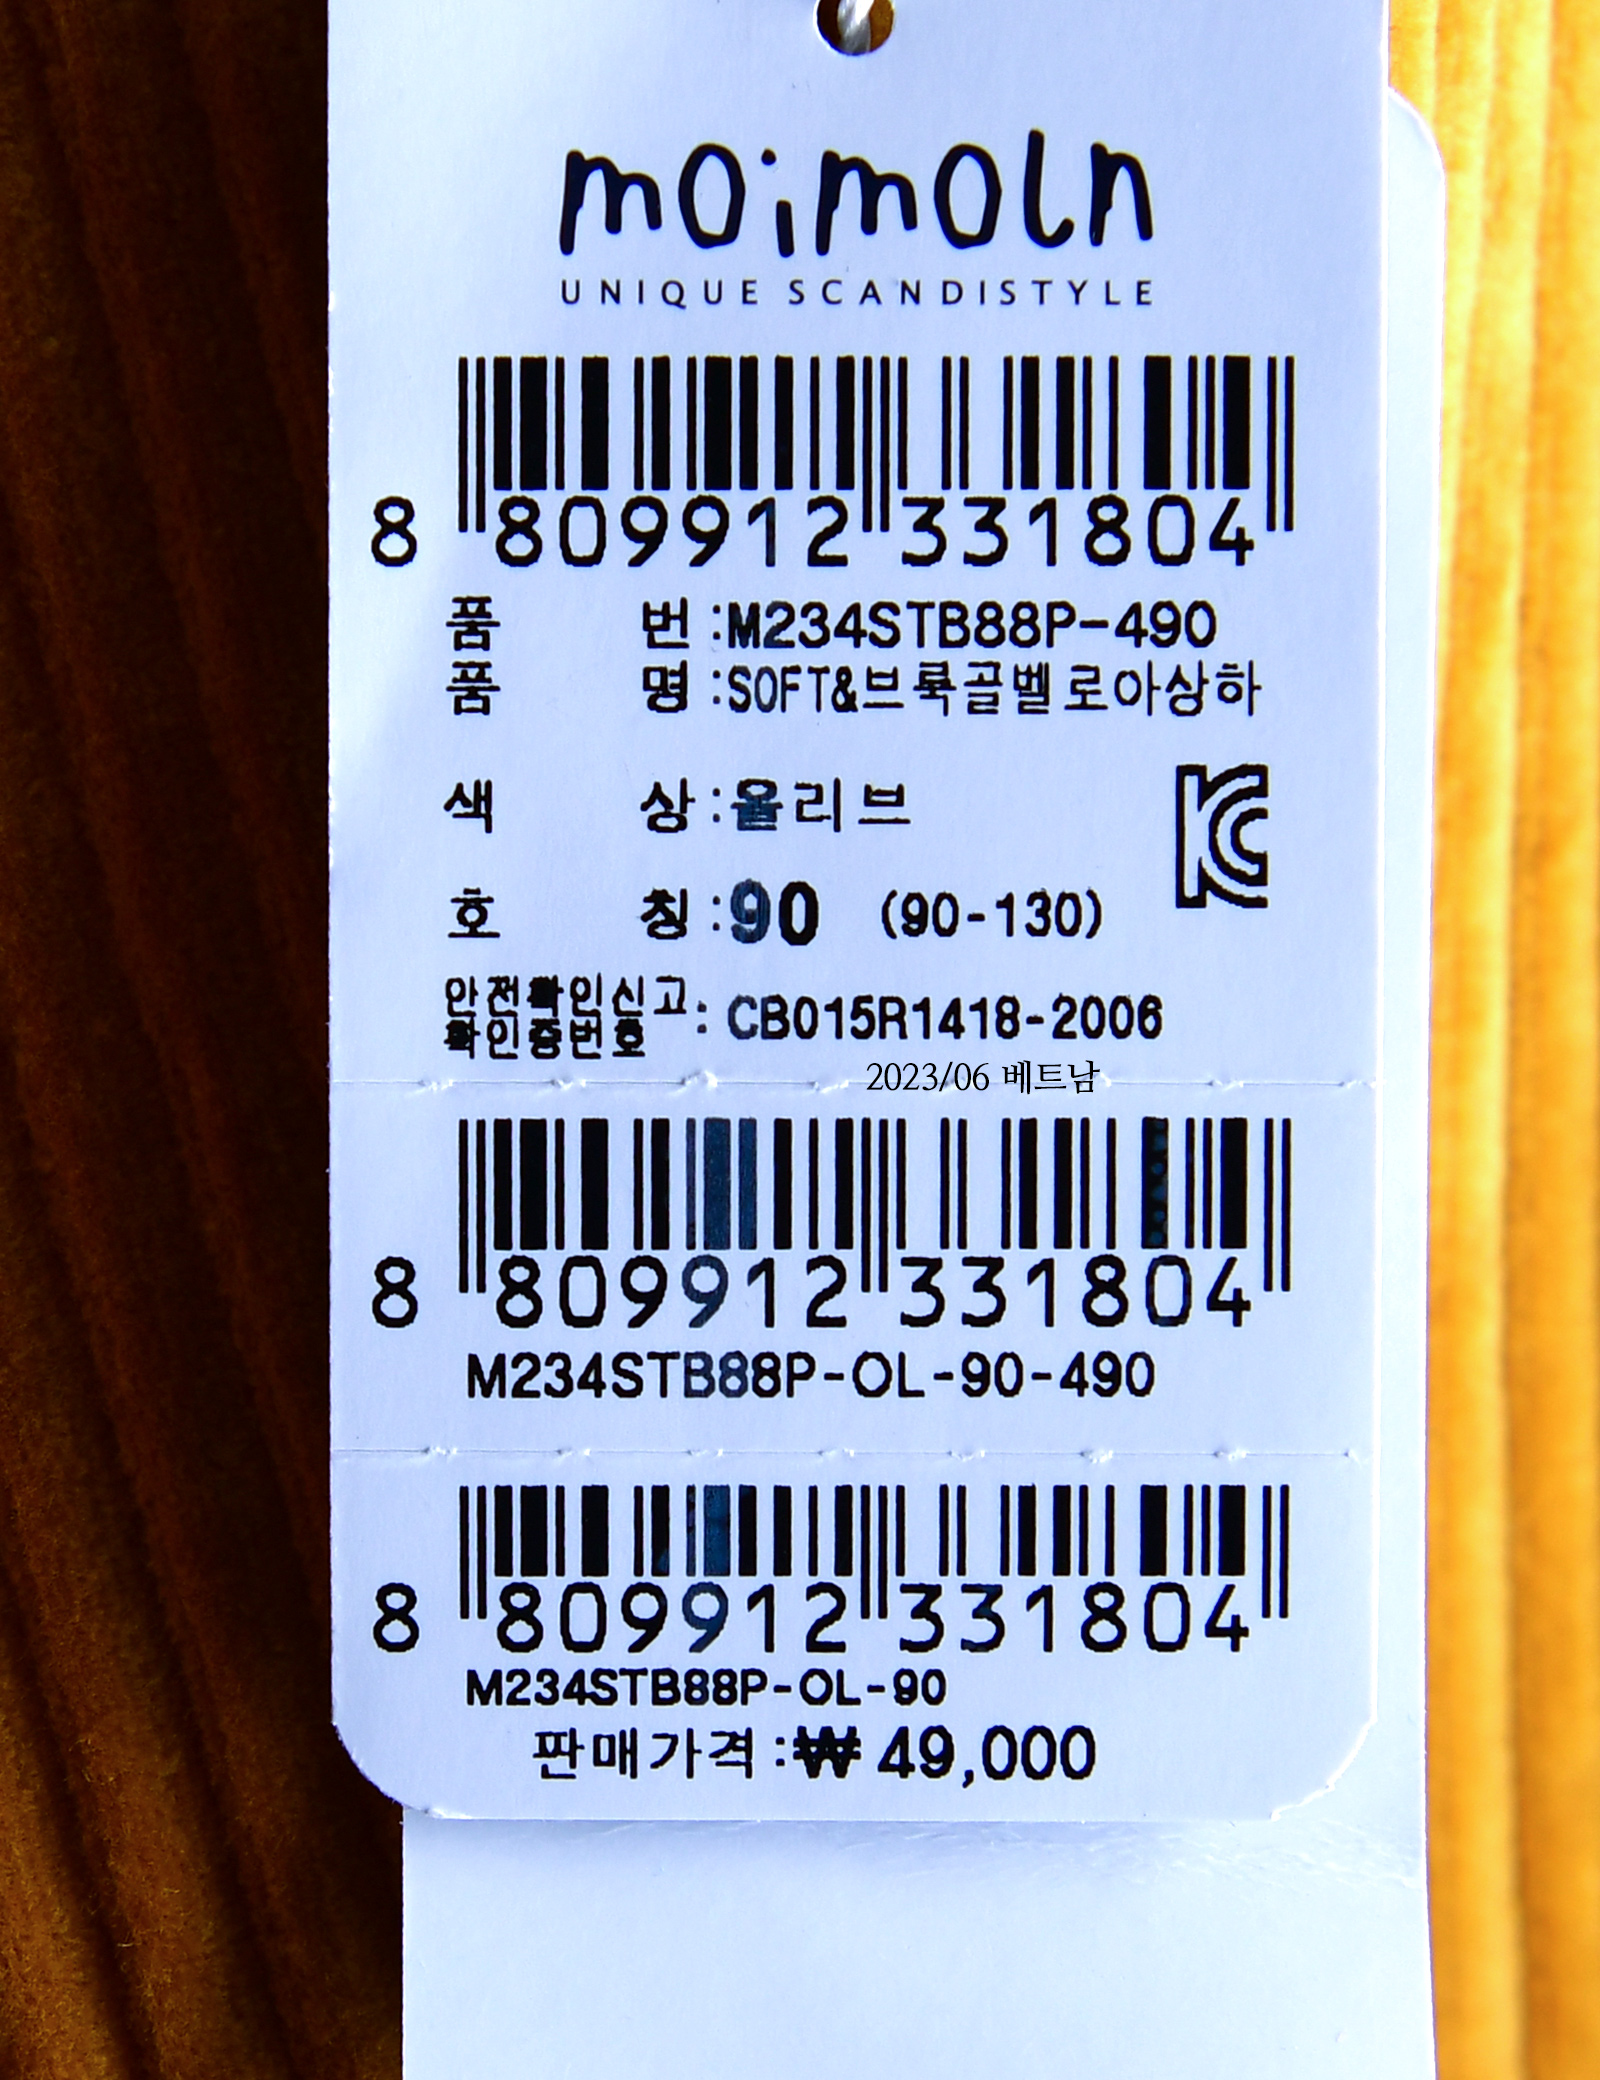 moimoln
UNIQUE SCANDISTYLE
8 809912 331804
품 번 :M234STB88P-490
품 명 :SOFT&브룩골벨로아상하
색 상 :올리브
호 칭 :90 (90-130)
안전확인신고
확인증번호 : CB015R1418-2006
2023/06 베트남
8 809912 331804
M234STB88P-OL-90-490
8 809912 331804
M234STB88P-OL-90
판매가격 :₩ 49,000